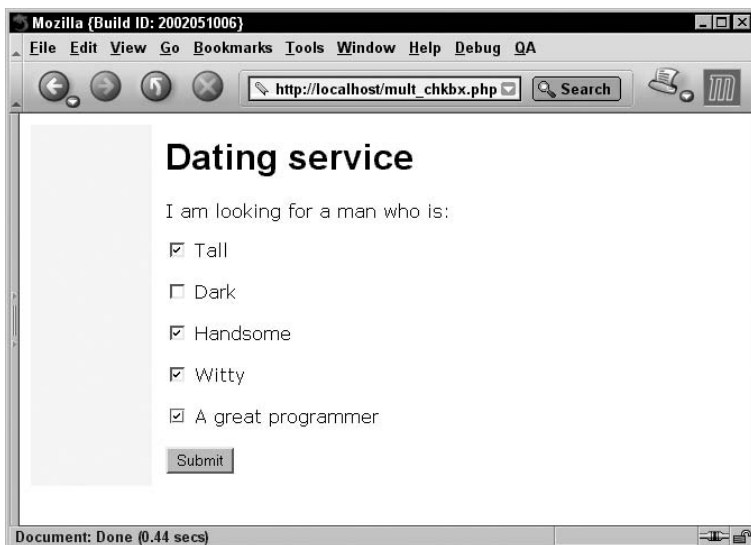 Mozilla {Build ID: 2002051006}
File Edit View Go Bookmarks Tools Window Help Debug QA
http://localhost/mult_chkbx.php Search
Dating service
I am looking for a man who is:
Tall
Dark
Handsome
Witty
A great programmer
Submit
Document: Done (0.44 secs)